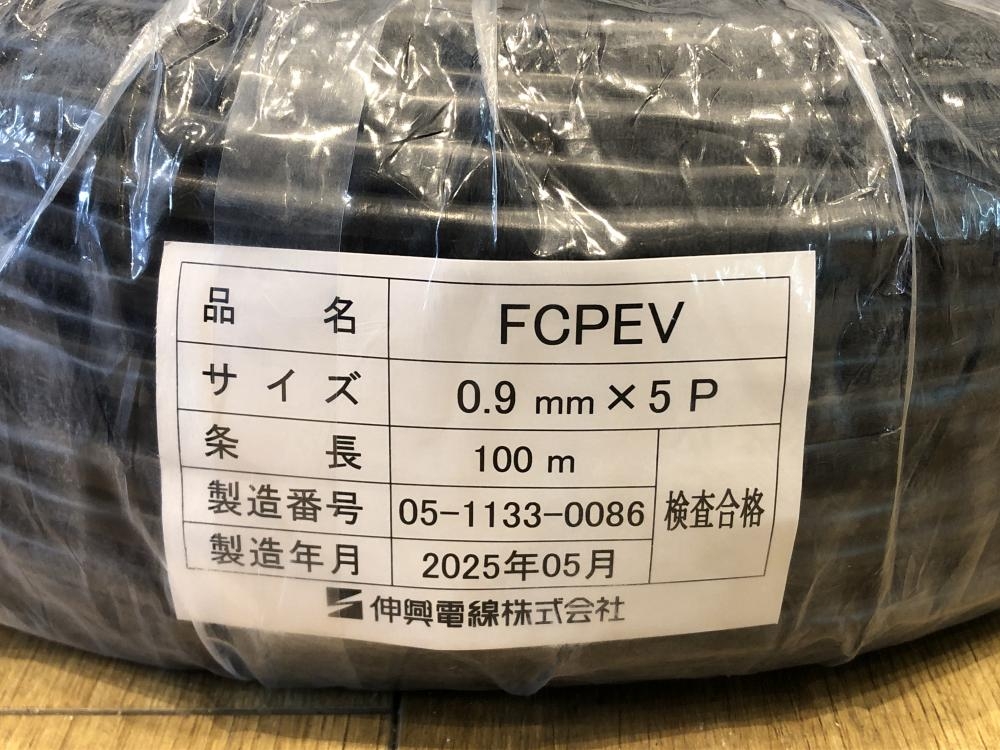 品名 FCPEV
サイズ 0.9 mm×5 P
条長 100 m
製造番号 05-1133-0086 検査合格
製造年月 2025年05月
伸興電線株式会社